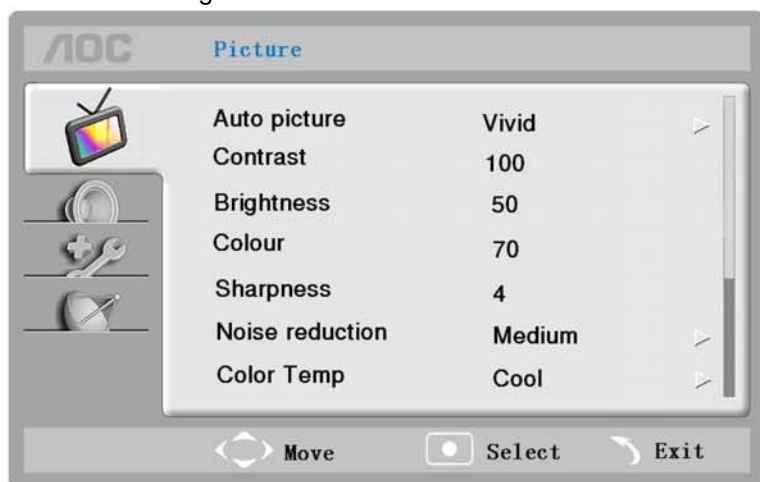 AOC Picture
Auto picture Vivid
Contrast 100
Brightness 50
Colour 70
Sharpness 4
Noise reduction Medium
Color Temp Cool
Move Select Exit